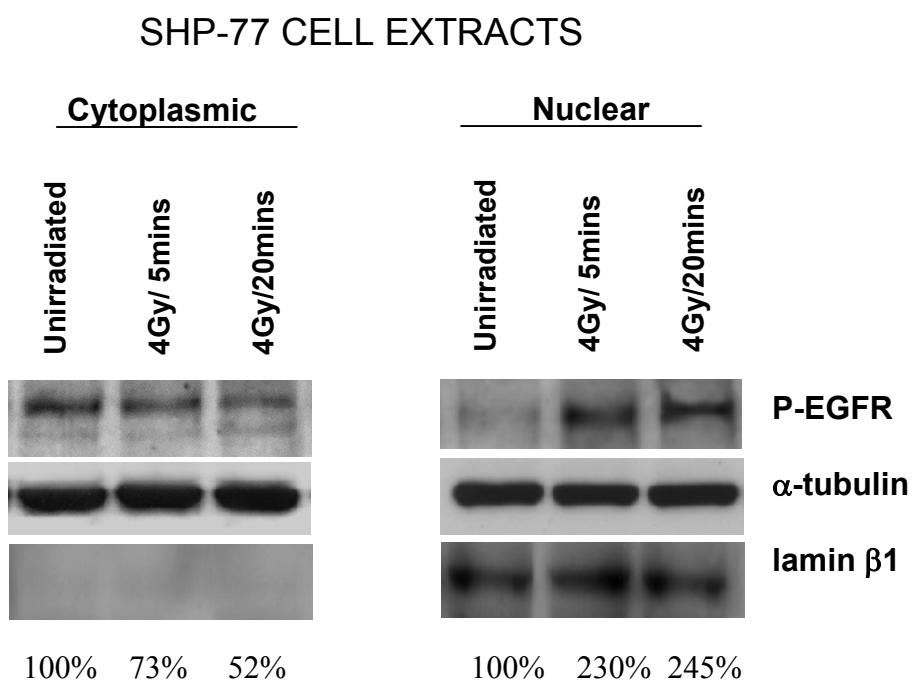 SHP-77 CELL EXTRACTS
Cytoplasmic
Nuclear
Unirradiated
4Gy/ 5mins
4Gy/20mins
Unirradiated
4Gy/ 5mins
4Gy/20mins
P-EGFR
α-tubulin
lamin β1
100% 73% 52%
100% 230% 245%